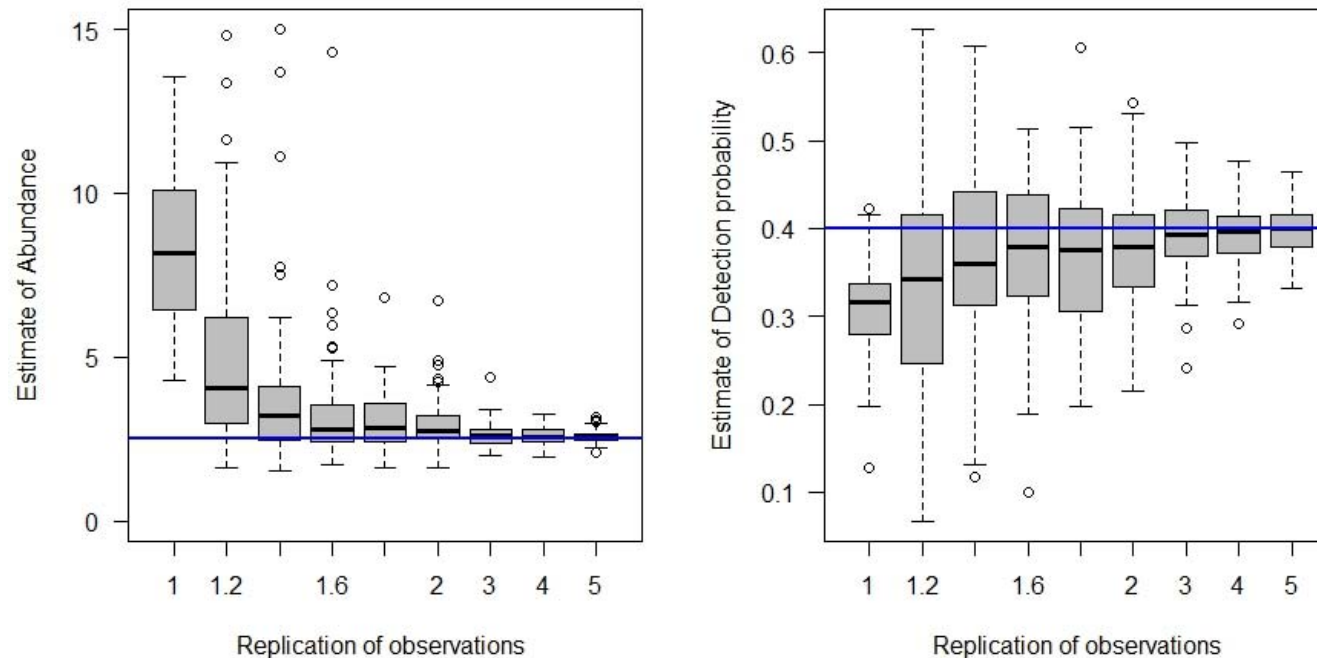 Estimate of Abundance
15
10
5
0
1 1.2 1.6 2 3 4 5
Replication of observations
Estimate of Detection probability
0.6
0.5
0.4
0.3
0.2
0.1
1 1.2 1.6 2 3 4 5
Replication of observations